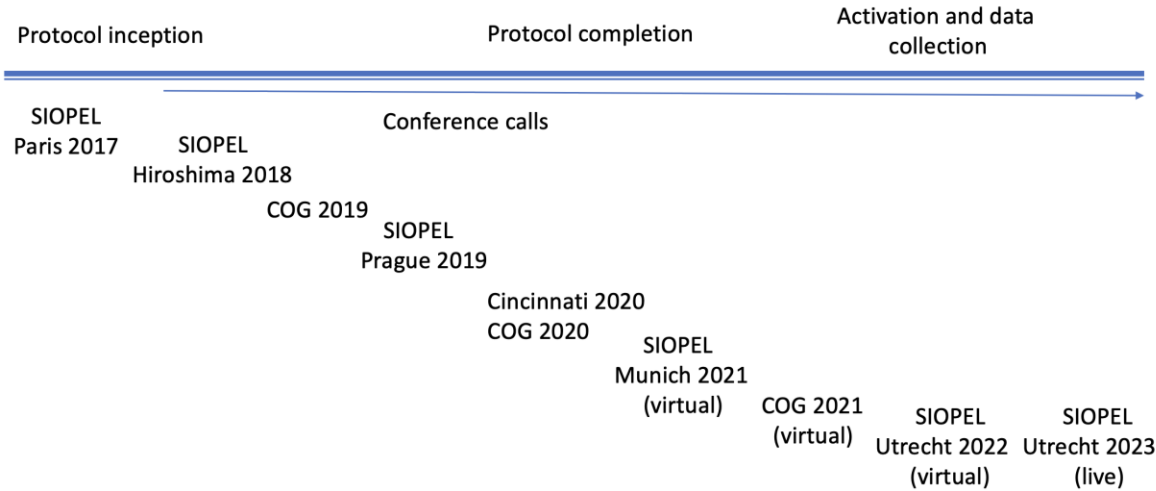 Protocol inception
Protocol completion
Activation and data
collection
Conference calls
SIOPEL
Paris 2017
SIOPEL
Hiroshima 2018
COG 2019
SIOPEL
Prague 2019
Cincinnati 2020
COG 2020
SIOPEL
Munich 2021
(virtual)
COG 2021
(virtual)
SIOPEL
Utrecht 2022
(virtual)
SIOPEL
Utrecht 2023
(live)